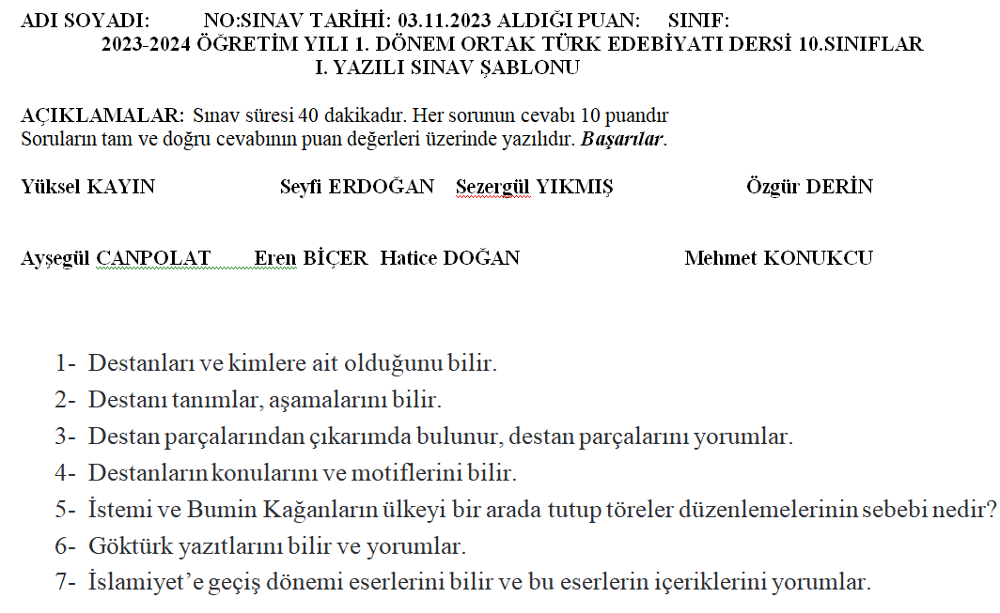 ADI SOYADI: NO:SINAV TARİHİ: 03.11.2023 ALDIĞI PUAN: SINIF:
2023-2024 ÖĞRETİM YILI 1. DÖNEM ORTAK TÜRK EDEBİYATI DERSİ 10.SINIFLAR
I. YAZILI SINAV ŞABLONU
AÇIKLAMALAR: Sınav süresi 40 dakikadır. Her sorunun cevabı 10 puandır
Soruların tam ve doğru cevabının puan değerleri üzerinde yazılıdır. Başarılar.
Yüksel KAYIN Seyfi ERDOĞAN Sezergül YIKMIŞ Özgür DERİN
Ayşegül CANPOLAT Eren BİÇER Hatice DOĞAN Mehmet KONUKCU
1- Destanları ve kimlere ait olduğunu bilir.
2- Destanı tanımlar, aşamalarını bilir.
3- Destan parçalarından çıkarımda bulunur, destan parçalarını yorumlar.
4- Destanların konularını ve motiflerini bilir.
5- İstemi ve Bumin Kağanların ülkeyi bir arada tutup töreler düzenlemelerinin sebebi nedir?
6- Göktürk yazıtlarını bilir ve yorumlar.
7- İslamiyet’e geçiş dönemi eserlerini bilir ve bu eserlerin içeriklerini yorumlar.